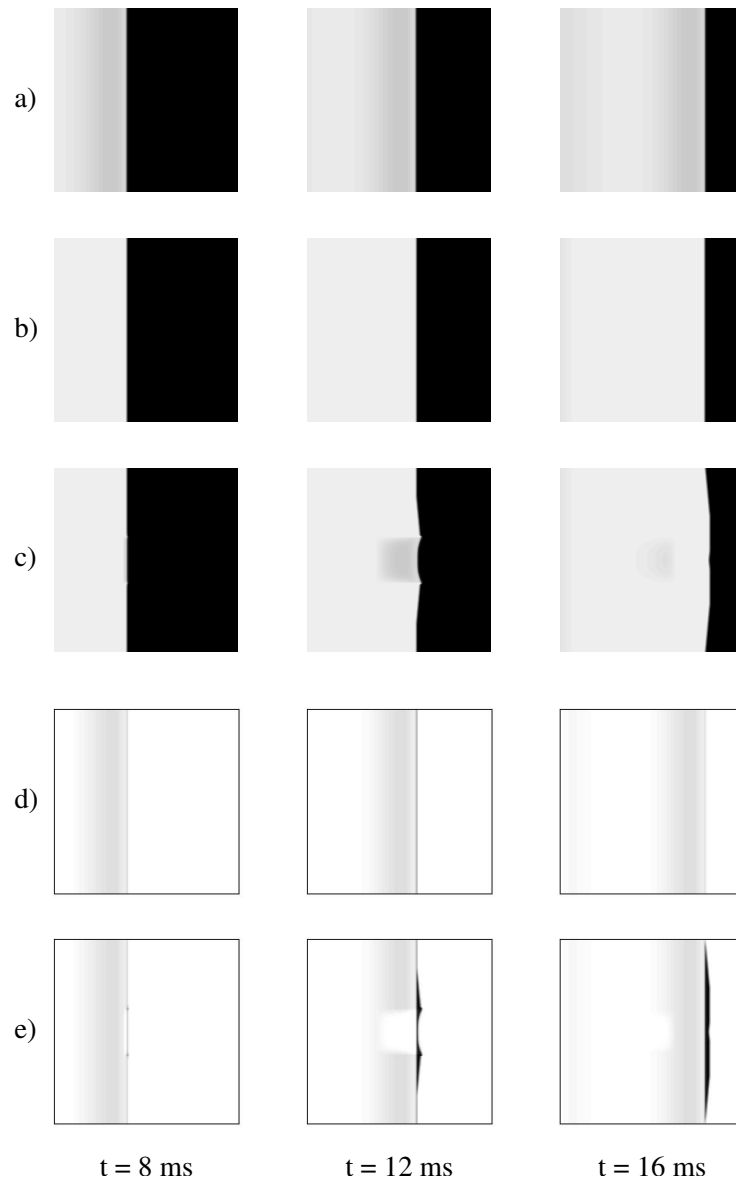 a)
b)
c)
d)
e)
t = 8 ms
t = 12 ms
t = 16 ms